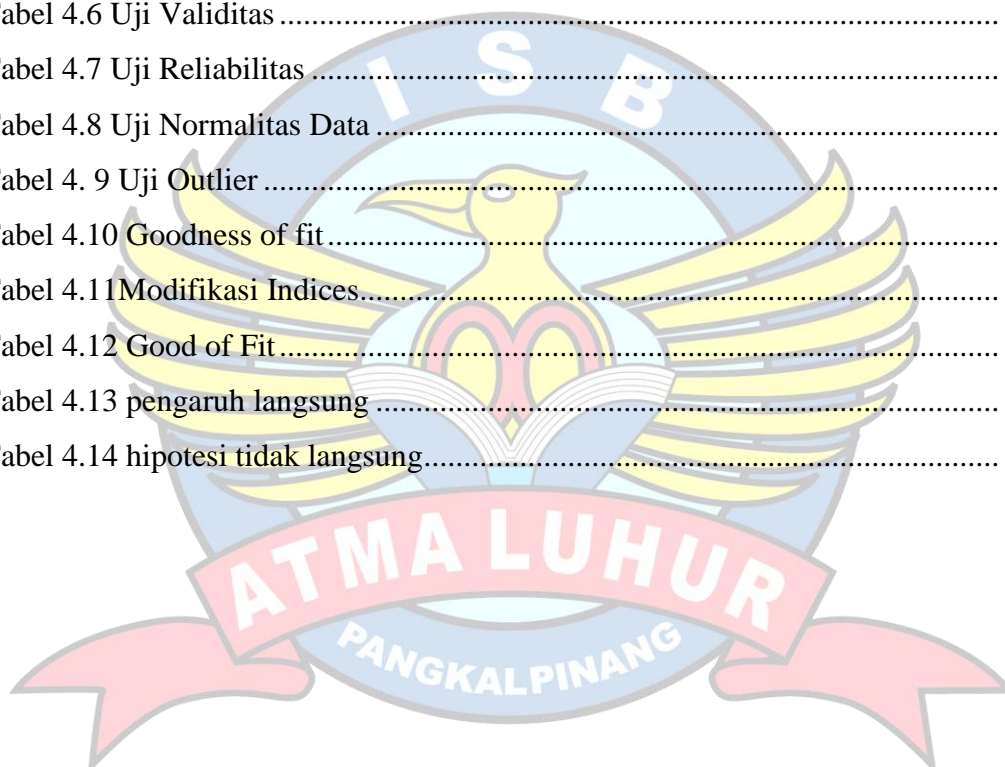 abel 4.6 Uji Validitas ....................................................................................................
abel 4.7 Uji Reliabilitas ....................................................................................................
abel 4.8 Uji Normalitas Data ....................................................................................................
abel 4. 9 Uji Outlier ....................................................................................................
abel 4.10 Goodness of fit ....................................................................................................
abel 4.11Modifikasi Indices....................................................................................................
abel 4.12 Good of Fit ....................................................................................................
abel 4.13 pengaruh langsung ....................................................................................................
abel 4.14 hipotesi tidak langsung....................................................................................................
I S B
ATMA LUHUR
PANGKALPINANG